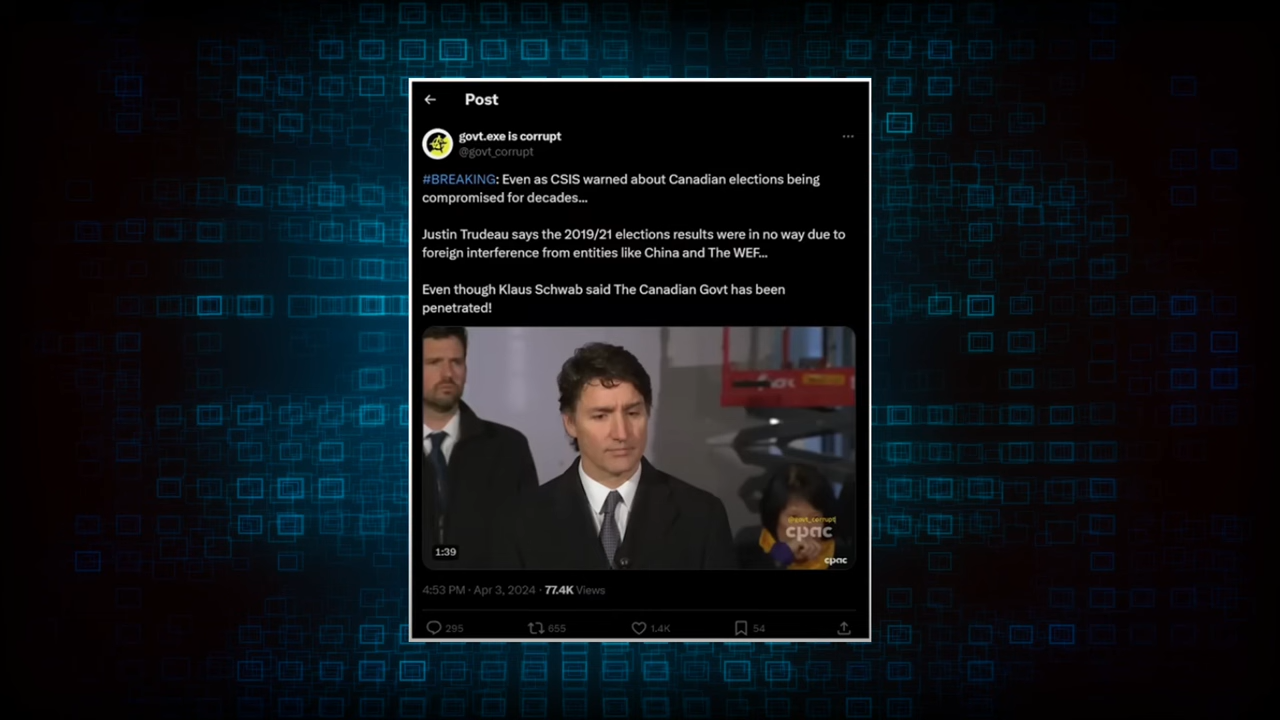 Post
govt.exe is corrupt
@govt_corrupt
#BREAKING: Even as CSIS warned about Canadian elections being
compromised for decades...
Justin Trudeau says the 2019/21 elections results were in no way due to
foreign interference from entities like China and The WEF...
Even though Klaus Schwab said The Canadian Govt has been
penetrated!
@govt_corrupt
cpac
cpac
1:39
4:53 PM · Apr 3, 2024 · 77.4K Views
295 655 1.4K 54